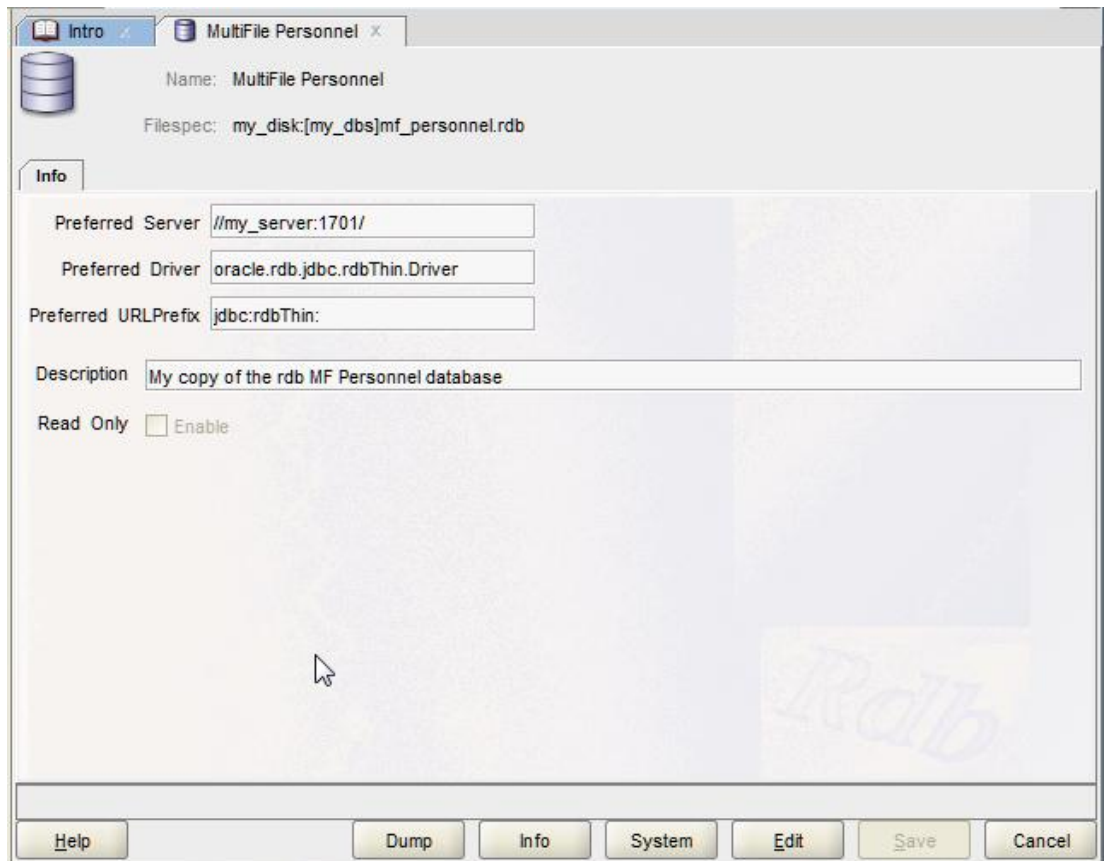 Intro
MultiFile Personnel
Name: MultiFile Personnel
Filespec: my_disk:[my_dbs]mf_personnel.rdb
Info
Preferred Server //my_server:1701/
Preferred Driver oracle.rdb.jdbc.rdbThin.Driver
Preferred URLPrefix jdbc:rdbThin:
Description My copy of the rdb MF Personnel database
Read Only Enable
Rdb
Help Dump Info System Edit Save Cancel